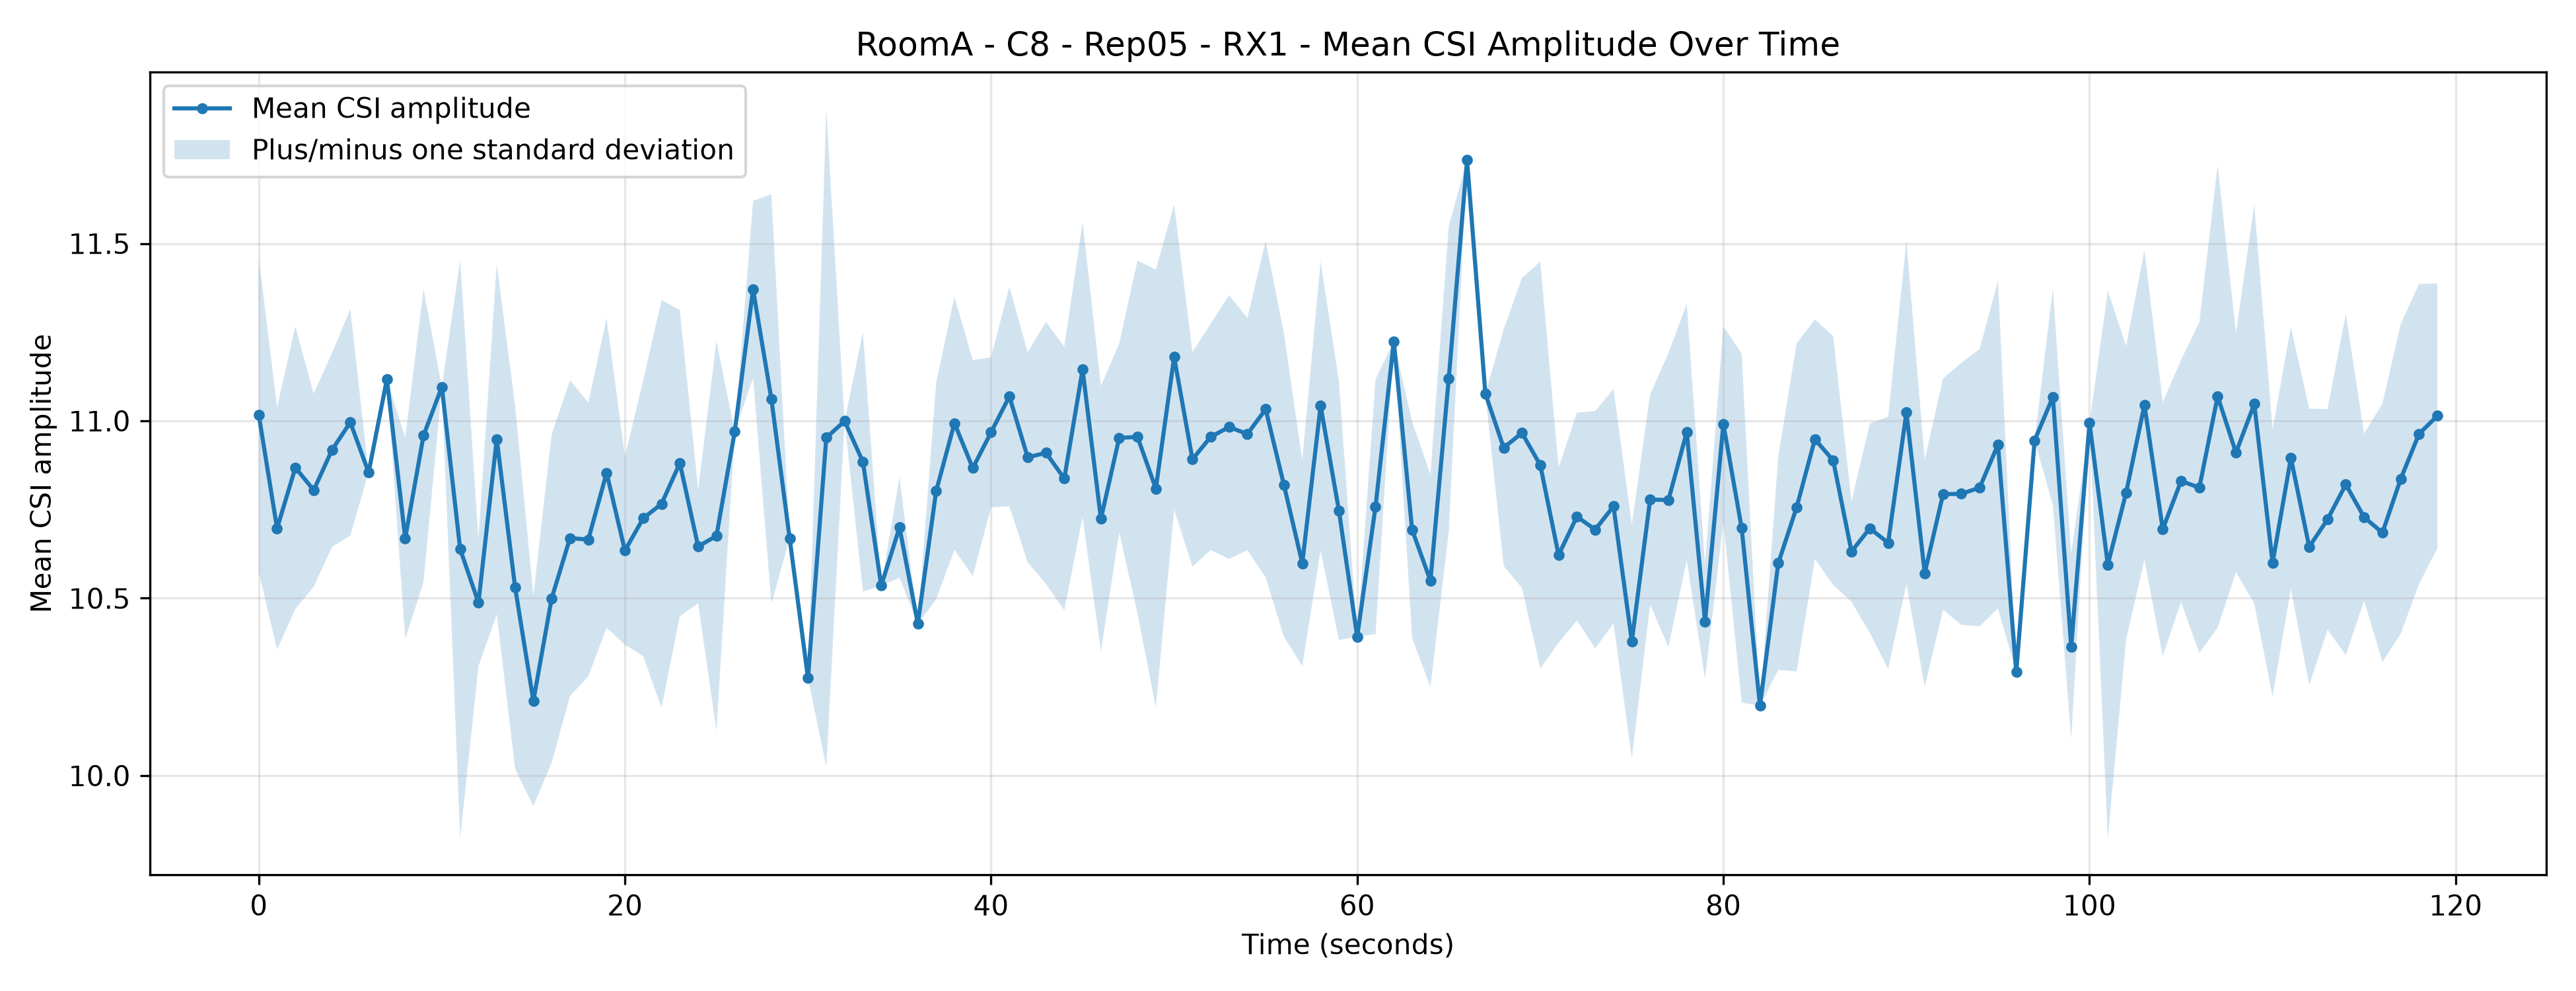 RoomA - C8 - Rep05 - RX1 - Mean CSI Amplitude Over Time
Mean CSI amplitude
Plus/minus one standard deviation
Mean CSI amplitude
11.5
11.0
10.5
10.0
0 20 40 60 80 100 120
Time (seconds)